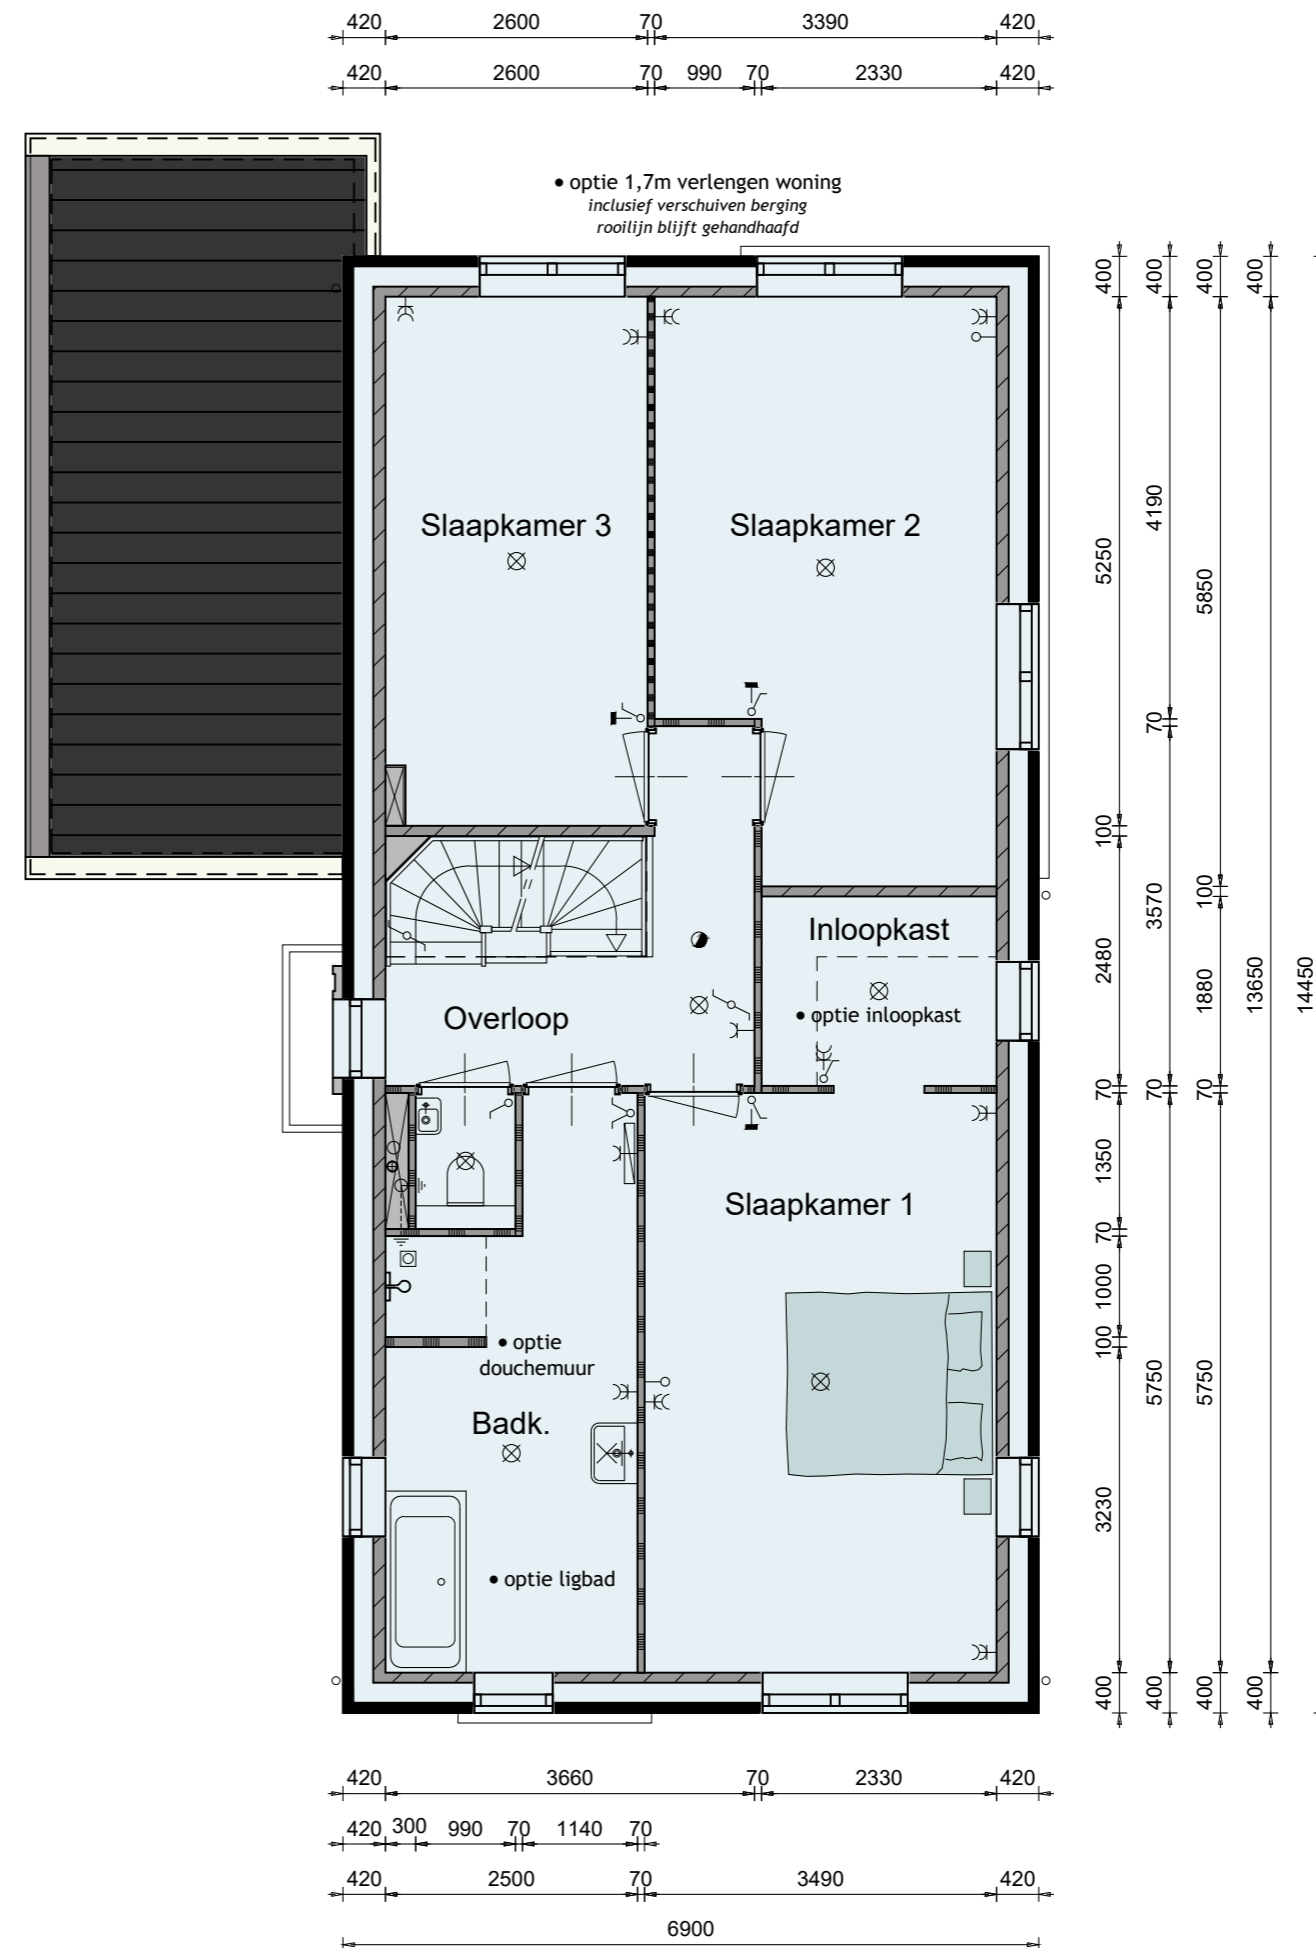 420 2600 70 3390 420
420 2600 70 990 70 2330 420
• optie 1,7m verlengen woning
inclusief verschuiven berging
rooilijn blijft gehandhaafd
400 400 400 400
Slaapkamer 3
Slaapkamer 2
5250
4190
5850
70
100
100
Inloopkast
3570
2480
1880
13650
14450
Overloop
• optie inloopkast
70 70 70
1350
Slaapkamer 1
70
1000
• optie
douchemuur
100
5750
5750
Badk.
3230
• optie ligbad
400 400 400 400
420 3660 70 2330 420
420 300 990 70 1140 70
420 2500 70 3490 420
6900